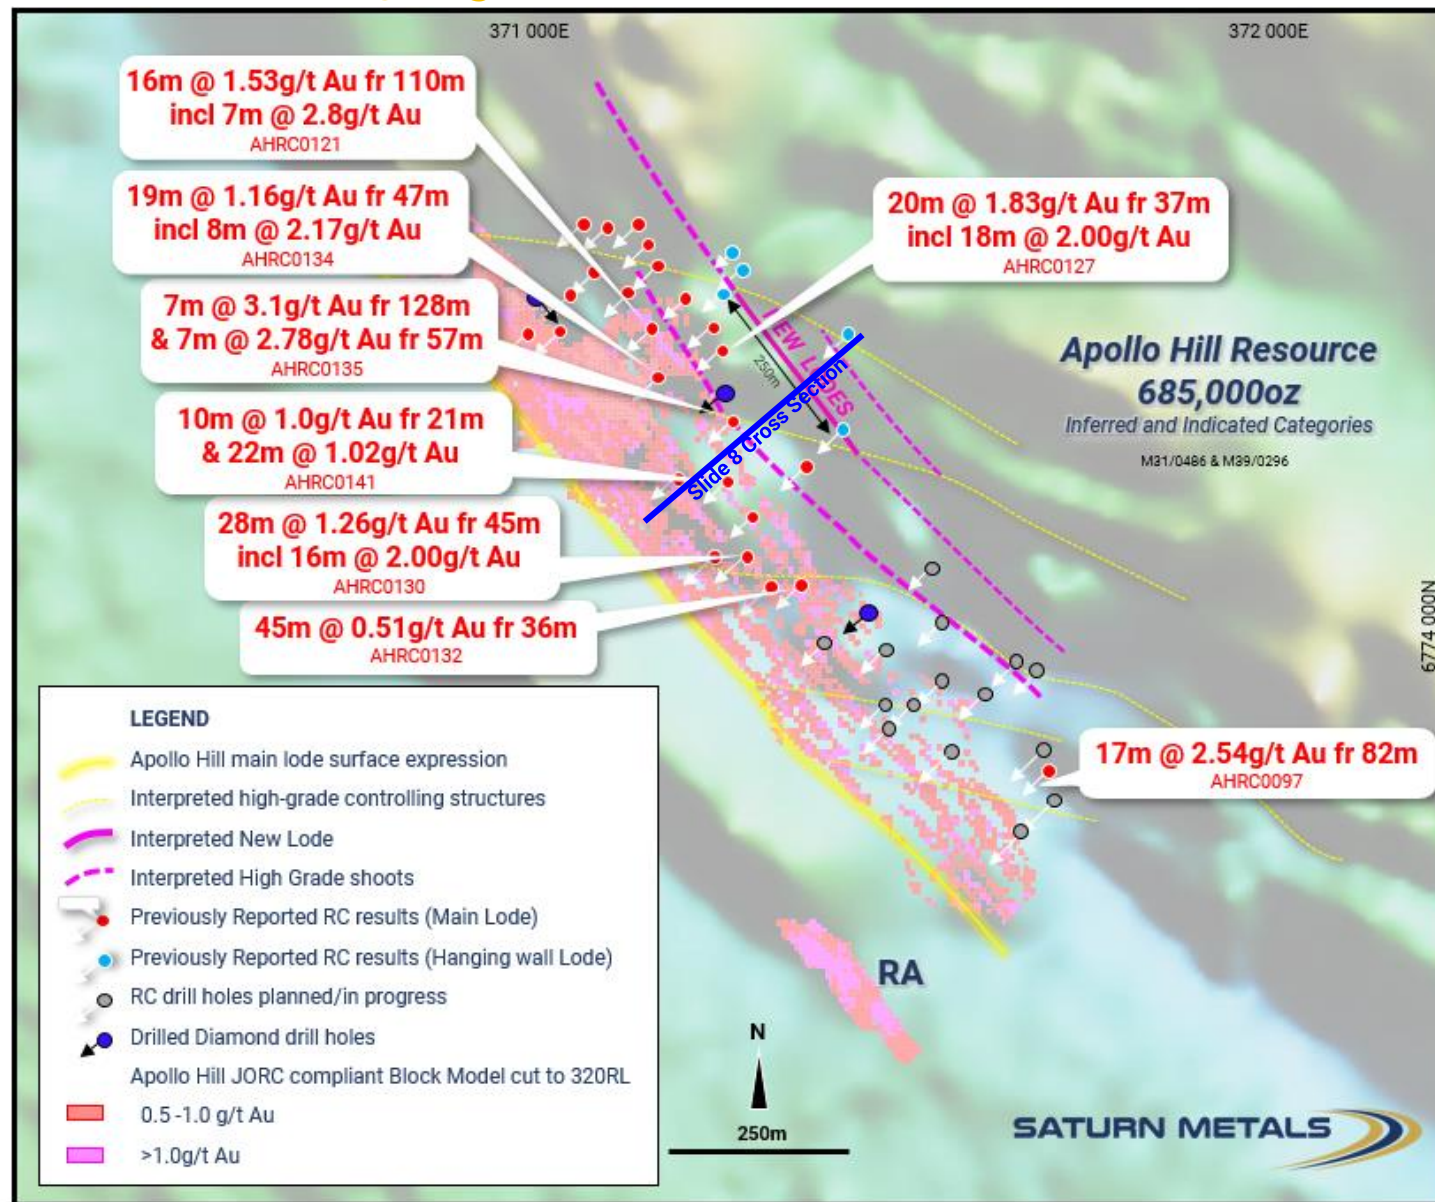 371 000E
372 000E
16m @ 1.53g/t Au fr 110m
incl 7m @ 2.8g/t Au
AHRC0121
19m @ 1.16g/t Au fr 47m
incl 8m @ 2.17g/t Au
AHRC0134
20m @ 1.83g/t Au fr 37m
incl 18m @ 2.00g/t Au
AHRC0127
7m @ 3.1g/t Au fr 128m
& 7m @ 2.78g/t Au fr 57m
AHRC0135
250m
LODES
Slide 8 Cross Section
Apollo Hill Resource
685,000oz
Inferred and Indicated Categories
M31/0486 & M39/0296
10m @ 1.0g/t Au fr 21m
& 22m @ 1.02g/t Au
AHRC0141
28m @ 1.26g/t Au fr 45m
incl 16m @ 2.00g/t Au
AHRC0130
45m @ 0.51g/t Au fr 36m
AHRC0132
6774 000N
17m @ 2.54g/t Au fr 82m
AHRC0097
LEGEND
Apollo Hill main lode surface expression
Interpreted high-grade controlling structures
Interpreted New Lode
Interpreted High Grade shoots
Previously Reported RC results (Main Lode)
Previously Reported RC results (Hanging wall Lode)
RC drill holes planned/in progress
Drilled Diamond drill holes
Apollo Hill JORC compliant Block Model cut to 320RL
0.5 -1.0 g/t Au
>1.0g/t Au
RA
N
250m
SATURN METALS